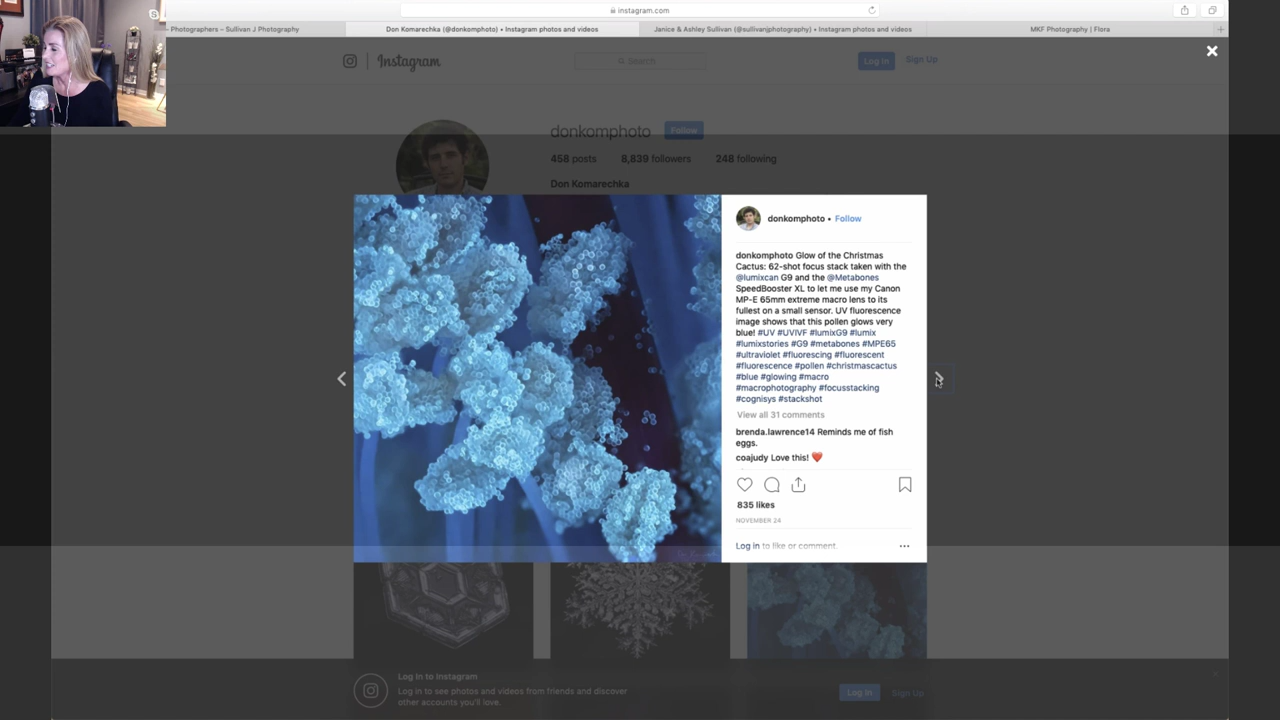 instagram.com
Photographers – Sullivan J Photography
Don Komarechka (@donkomphoto) • Instagram photos and videos
Janice & Ashley Sullivan (@sullivanjphotography) • Instagram photos and videos
MKF Photography | Flora
Instagram
Search
Log In
Sign Up
donkomphoto
Follow
458 posts
8,839 followers
248 following
Don Komarechka
donkomphoto • Follow
donkomphoto Glow of the Christmas
Cactus: 62-shot focus stack taken with the
@lumixcan G9 and the @Metabones
SpeedBooster XL to let me use my Canon
MP-E 65mm extreme macro lens to its
fullest on a small sensor. UV fluorescence
image shows that this pollen glows very
blue! #UV #UVIVF #lumixG9 #lumix
#lumixstories #G9 #metabones #MPE65
#ultraviolet #fluorescing #fluorescent
#fluorescence #pollen #christmascactus
#blue #glowing #macro
#macrophotography #focusstacking
#cognisys #stackshot
View all 31 comments
brenda.lawrence14 Reminds me of fish
eggs.
coajudy Love this! ❤️
835 likes
NOVEMBER 24
Log in to like or comment.
Log In to Instagram
Log in to see photos and videos from friends and discover
other accounts you'll love.
Log In
Sign Up